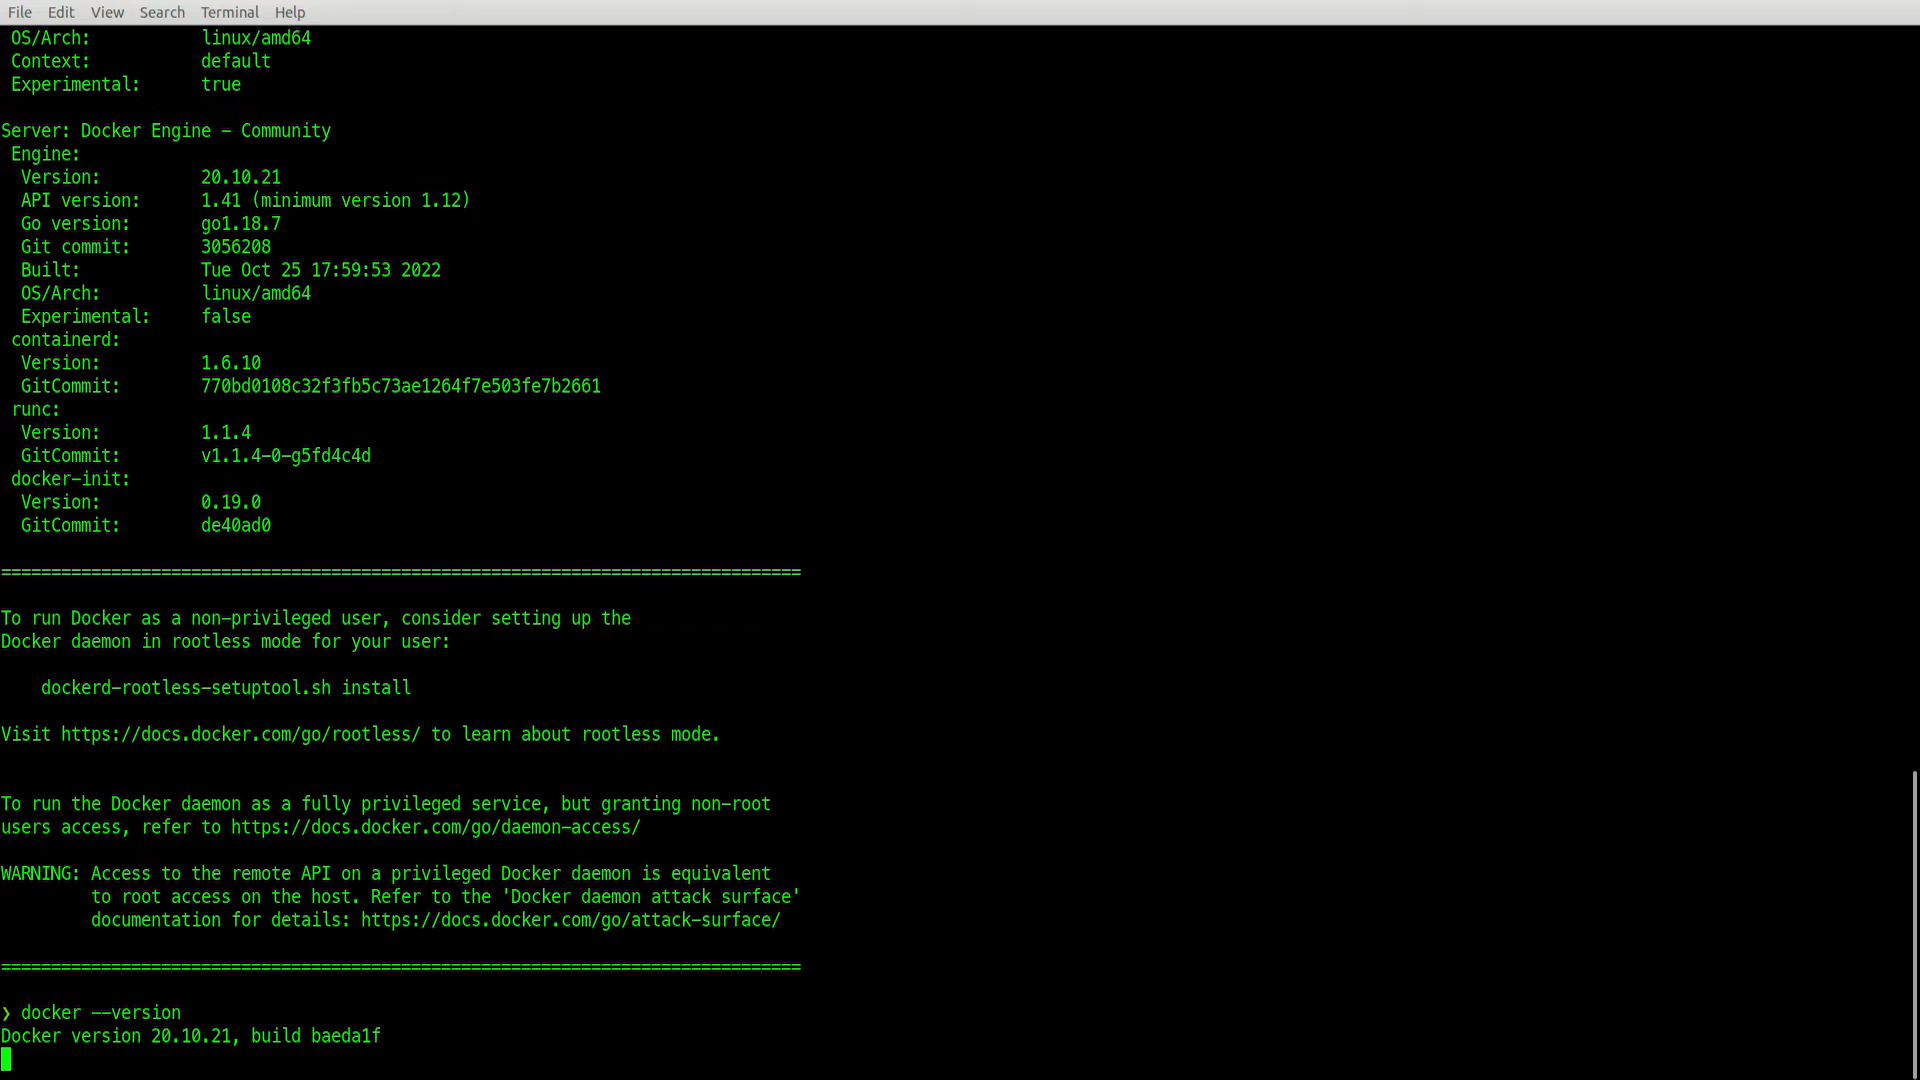 File Edit View Search Terminal Help
OS/Arch: linux/amd64
Context: default
Experimental: true
Server: Docker Engine - Community
Engine:
Version: 20.10.21
API version: 1.41 (minimum version 1.12)
Go version: go1.18.7
Git commit: 3056208
Built: Tue Oct 25 17:59:53 2022
OS/Arch: linux/amd64
Experimental: false
containerd:
Version: 1.6.10
GitCommit: 770bd0108c32f3fb5c73ae1264f7e503fe7b2661
runc:
Version: 1.1.4
GitCommit: v1.1.4-0-g5fd4c4d
docker-init:
Version: 0.19.0
GitCommit: de40ad0
================================================================================
To run Docker as a non-privileged user, consider setting up the
Docker daemon in rootless mode for your user:
dockerd-rootless-setuptool.sh install
Visit https://docs.docker.com/go/rootless/ to learn about rootless mode.
To run the Docker daemon as a fully privileged service, but granting non-root
users access, refer to https://docs.docker.com/go/daemon-access/
WARNING: Access to the remote API on a privileged Docker daemon is equivalent
to root access on the host. Refer to the 'Docker daemon attack surface'
documentation for details: https://docs.docker.com/go/attack-surface/
================================================================================
❯ docker --version
Docker version 20.10.21, build baeda1f